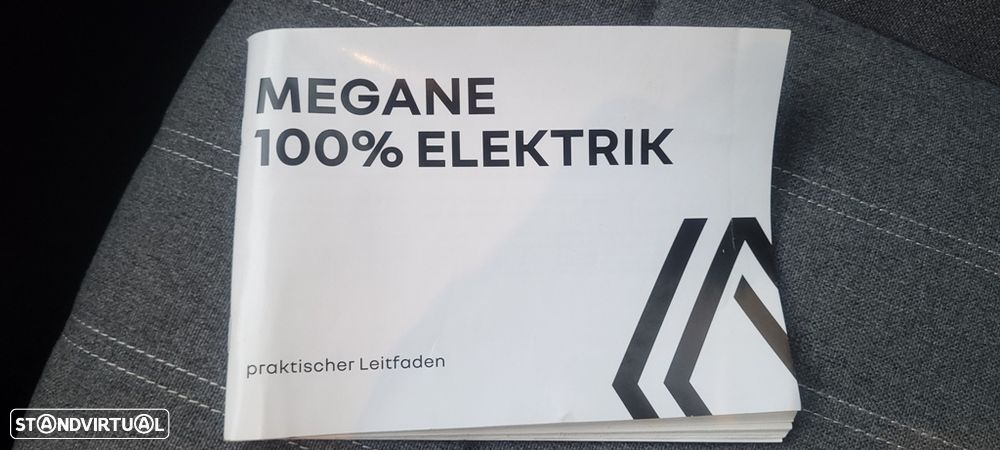 MEGANE
100% ELEKTRIK
praktischer Leitfaden
STANDVIRTUAL